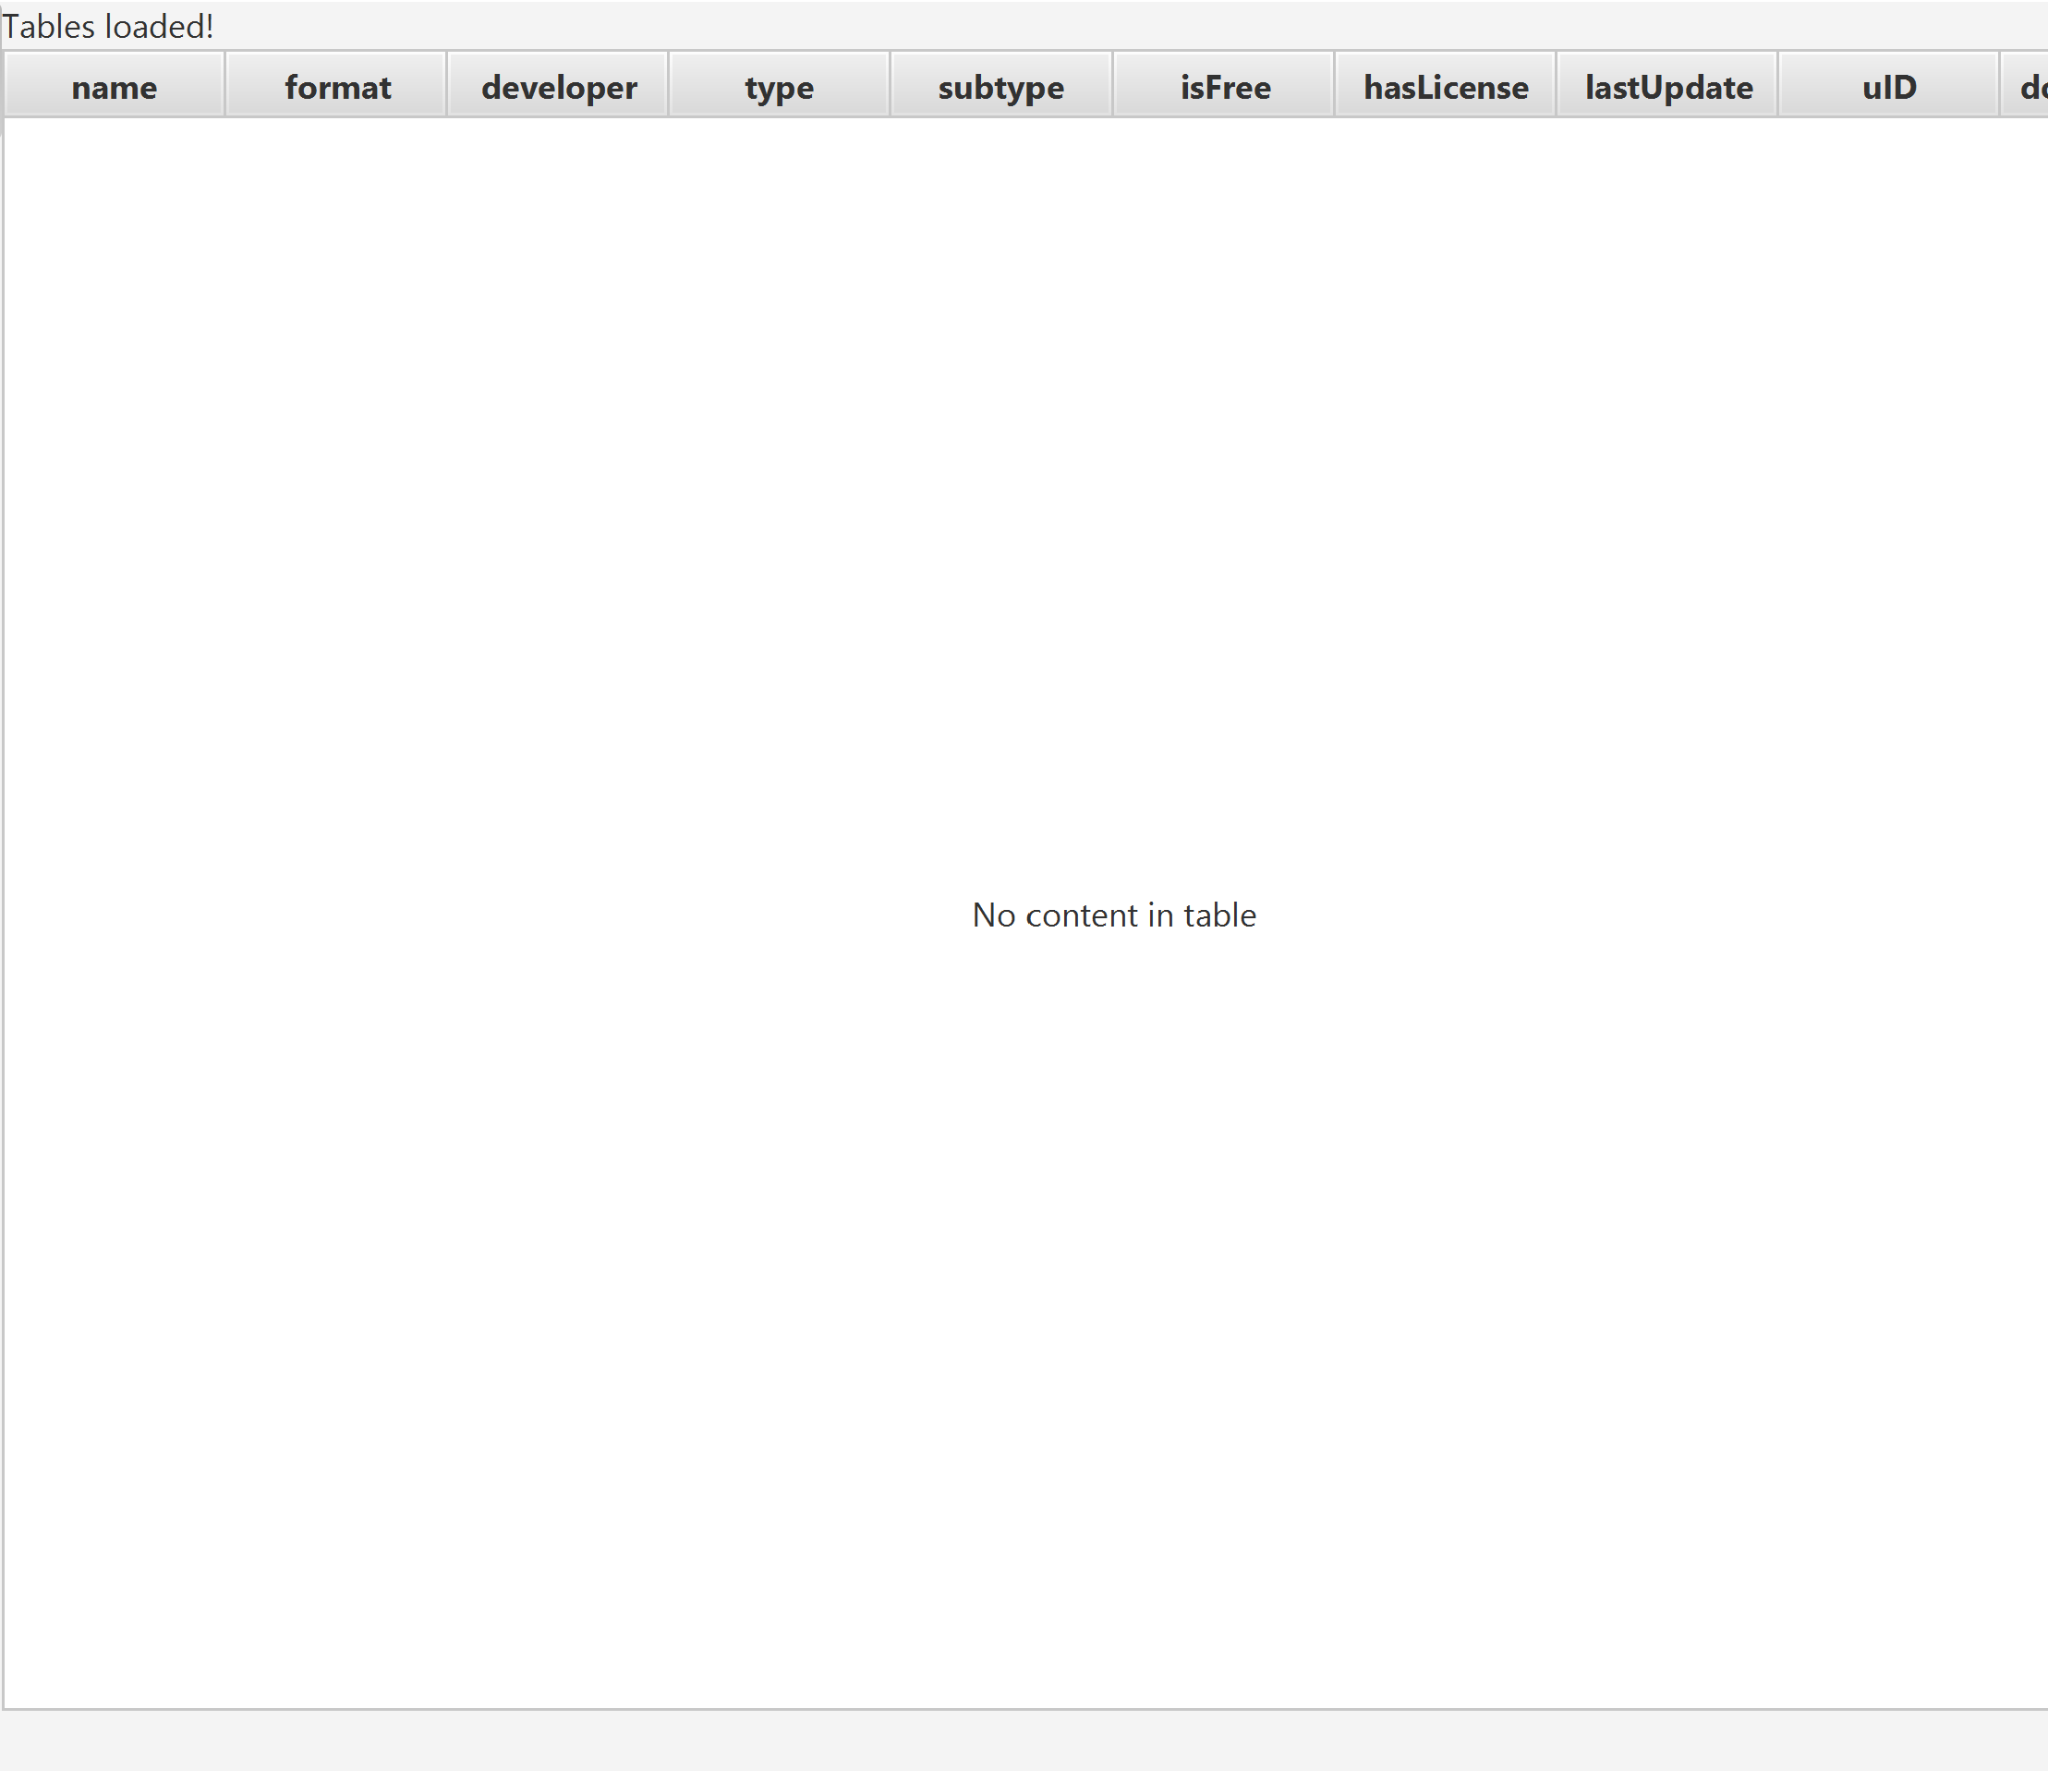 Tables loaded!
name format developer type subtype isFree hasLicense lastUpdate uID
No content in table